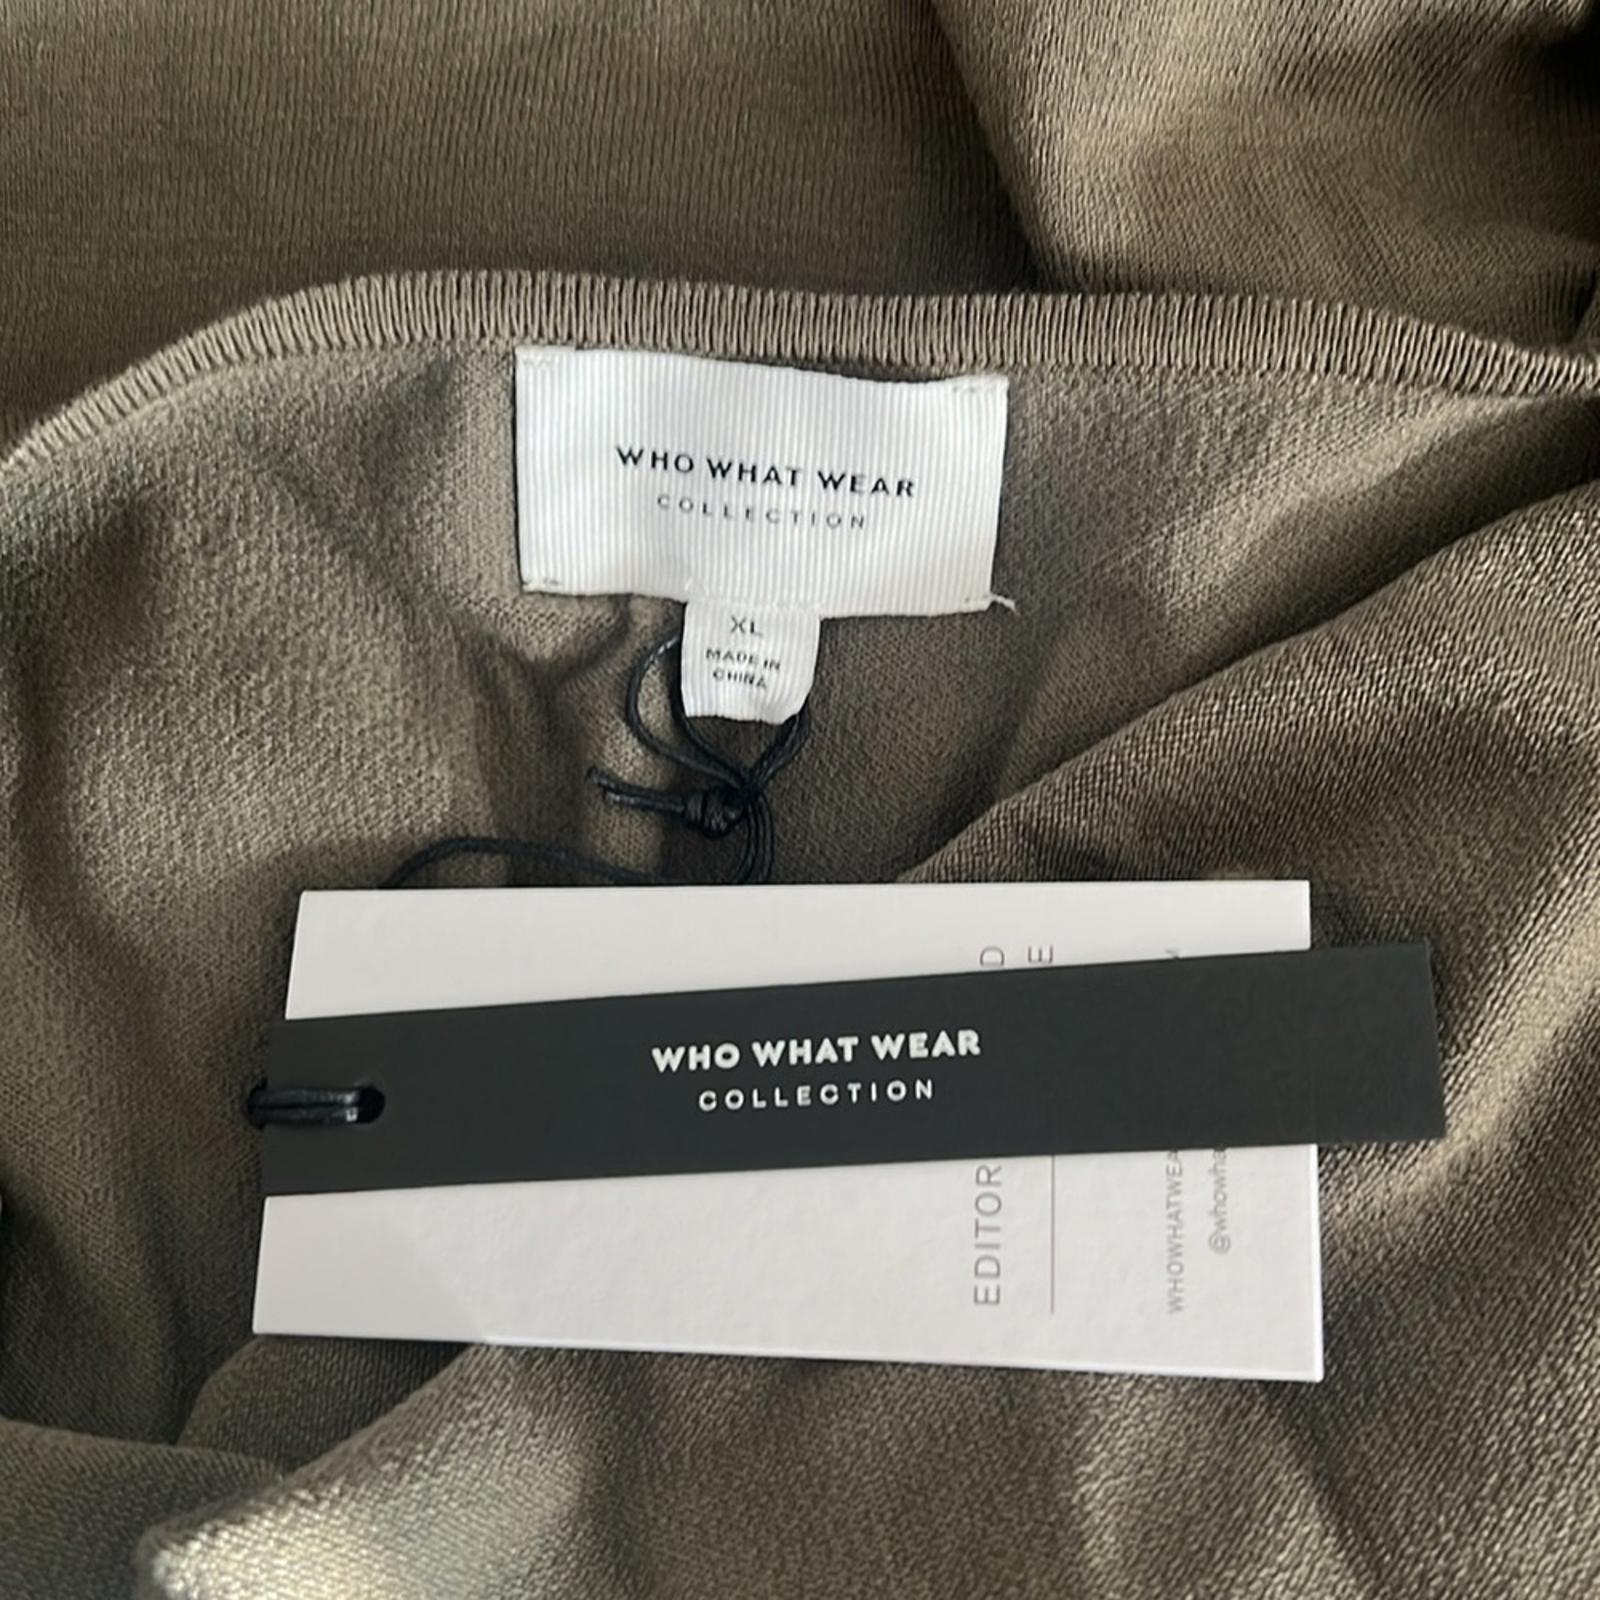 WHO WHAT WEAR
COLLECTION
XL
MADE IN
CHINA
WHO WHAT WEAR
COLLECTION
EDITOR